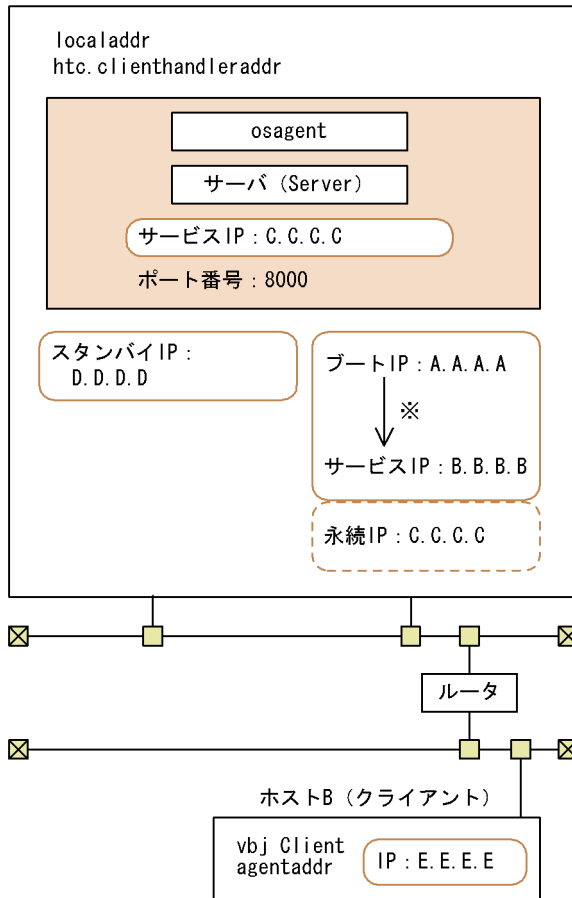 localaddr
htc.clienthandleraddr
osagent
サーバ（Server）
サービスIP：C.C.C.C
ポート番号：8000
スタンバイIP：
D.D.D.D
ブートIP：A.A.A.A
※
サービスIP：B.B.B.B
永続IP：C.C.C.C
ルータ
ホストB（クライアント）
vbj Client
agentaddr
IP：E.E.E.E